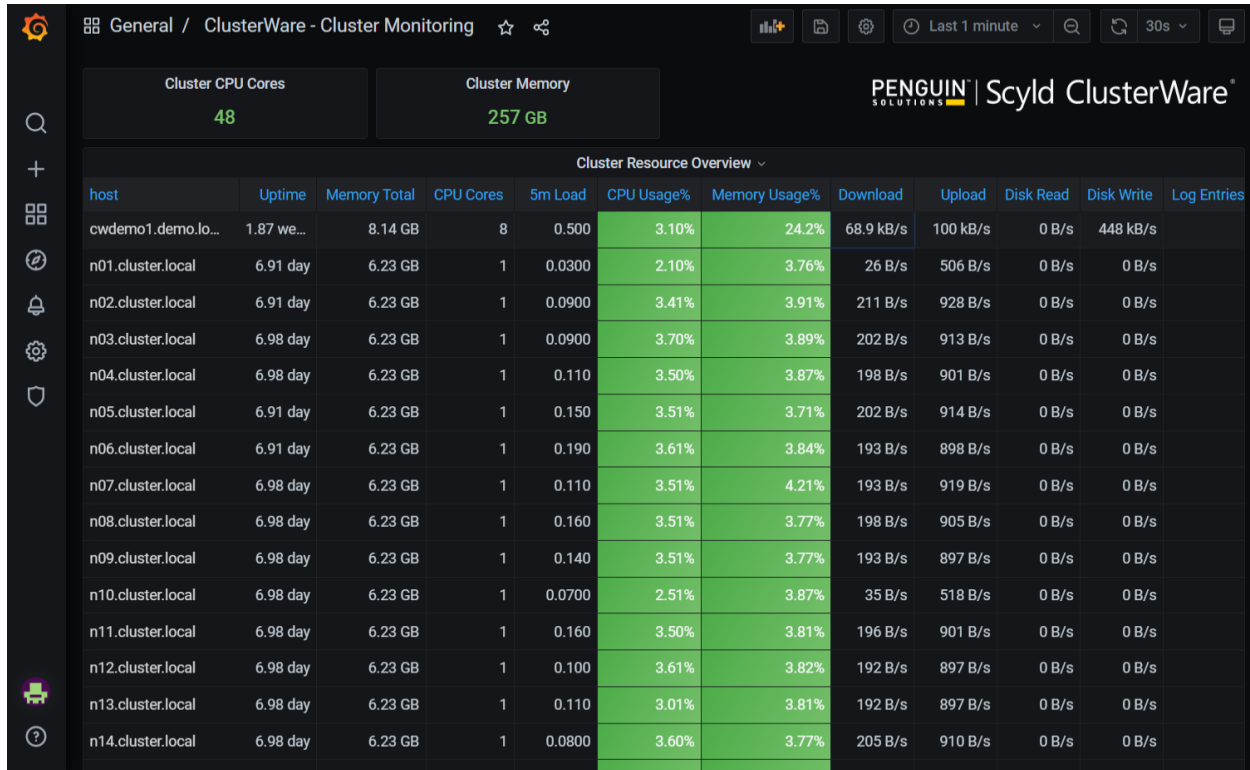 General / ClusterWare - Cluster Monitoring Last 1 minute 30s
Cluster CPU Cores Cluster Memory
48 257 GB
PENGUIN™ SOLUTIONS | Scyld ClusterWare®
Cluster Resource Overview
host Uptime Memory Total CPU Cores 5m Load CPU Usage% Memory Usage% Download Upload Disk Read Disk Write Log Entries
cwdemo1.demo.lo... 1.87 we... 8.14 GB 8 0.500 3.10% 24.2% 68.9 kB/s 100 kB/s 0 B/s 448 kB/s
n01.cluster.local 6.91 day 6.23 GB 1 0.0300 2.10% 3.76% 26 B/s 506 B/s 0 B/s 0 B/s
n02.cluster.local 6.91 day 6.23 GB 1 0.0900 3.41% 3.91% 211 B/s 928 B/s 0 B/s 0 B/s
n03.cluster.local 6.98 day 6.23 GB 1 0.0900 3.70% 3.89% 202 B/s 913 B/s 0 B/s 0 B/s
n04.cluster.local 6.98 day 6.23 GB 1 0.110 3.50% 3.87% 198 B/s 901 B/s 0 B/s 0 B/s
n05.cluster.local 6.91 day 6.23 GB 1 0.150 3.51% 3.71% 202 B/s 914 B/s 0 B/s 0 B/s
n06.cluster.local 6.91 day 6.23 GB 1 0.190 3.61% 3.84% 193 B/s 898 B/s 0 B/s 0 B/s
n07.cluster.local 6.98 day 6.23 GB 1 0.110 3.51% 4.21% 193 B/s 919 B/s 0 B/s 0 B/s
n08.cluster.local 6.98 day 6.23 GB 1 0.160 3.51% 3.77% 198 B/s 905 B/s 0 B/s 0 B/s
n09.cluster.local 6.98 day 6.23 GB 1 0.140 3.51% 3.77% 193 B/s 897 B/s 0 B/s 0 B/s
n10.cluster.local 6.98 day 6.23 GB 1 0.0700 2.51% 3.87% 35 B/s 518 B/s 0 B/s 0 B/s
n11.cluster.local 6.98 day 6.23 GB 1 0.160 3.50% 3.81% 196 B/s 901 B/s 0 B/s 0 B/s
n12.cluster.local 6.98 day 6.23 GB 1 0.100 3.61% 3.82% 192 B/s 897 B/s 0 B/s 0 B/s
n13.cluster.local 6.98 day 6.23 GB 1 0.110 3.01% 3.81% 192 B/s 897 B/s 0 B/s 0 B/s
n14.cluster.local 6.98 day 6.23 GB 1 0.0800 3.60% 3.77% 205 B/s 910 B/s 0 B/s 0 B/s